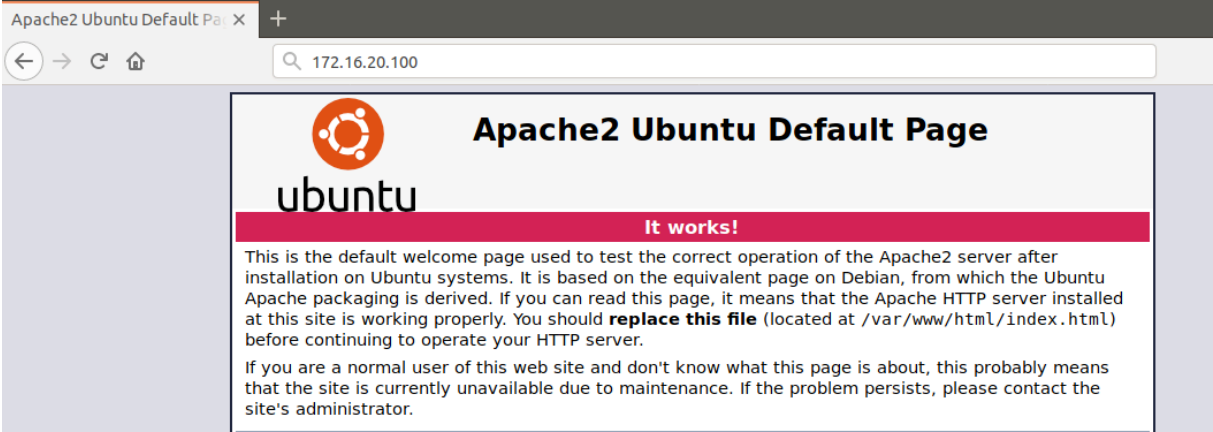 Apache2 Ubuntu Default Pa
172.16.20.100
Apache2 Ubuntu Default Page
ubuntu
It works!
This is the default welcome page used to test the correct operation of the Apache2 server after
installation on Ubuntu systems. It is based on the equivalent page on Debian, from which the Ubuntu
Apache packaging is derived. If you can read this page, it means that the Apache HTTP server installed
at this site is working properly. You should replace this file (located at /var/www/html/index.html)
before continuing to operate your HTTP server.
If you are a normal user of this web site and don't know what this page is about, this probably means
that the site is currently unavailable due to maintenance. If the problem persists, please contact the
site's administrator.